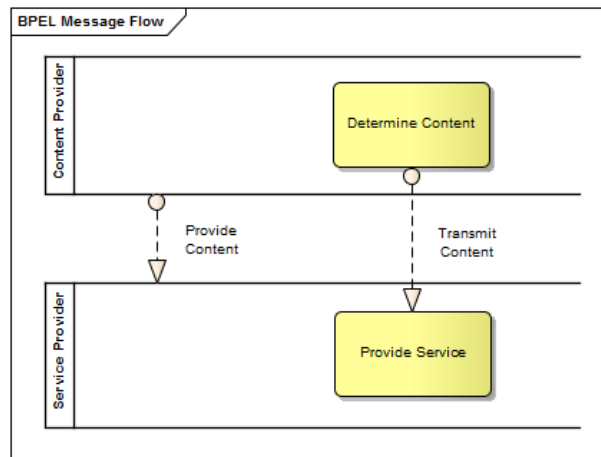 BPEL Message Flow
Content Provider
Determine Content
Provide
Content
Transmit
Content
Service Provider
Provide Service